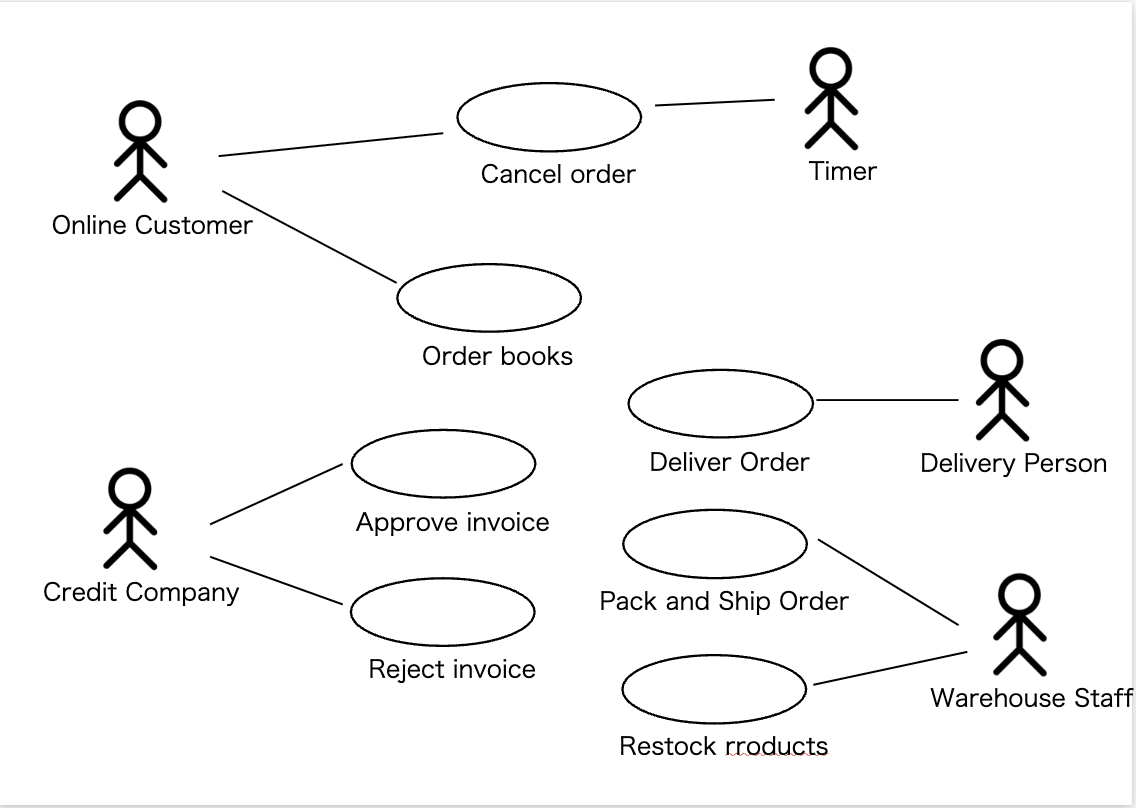 Timer
Cancel order
Online Customer
Order books
Deliver Order
Delivery Person
Approve invoice
Credit Company
Pack and Ship Order
Reject invoice
Warehouse Staff
Restock rroducts